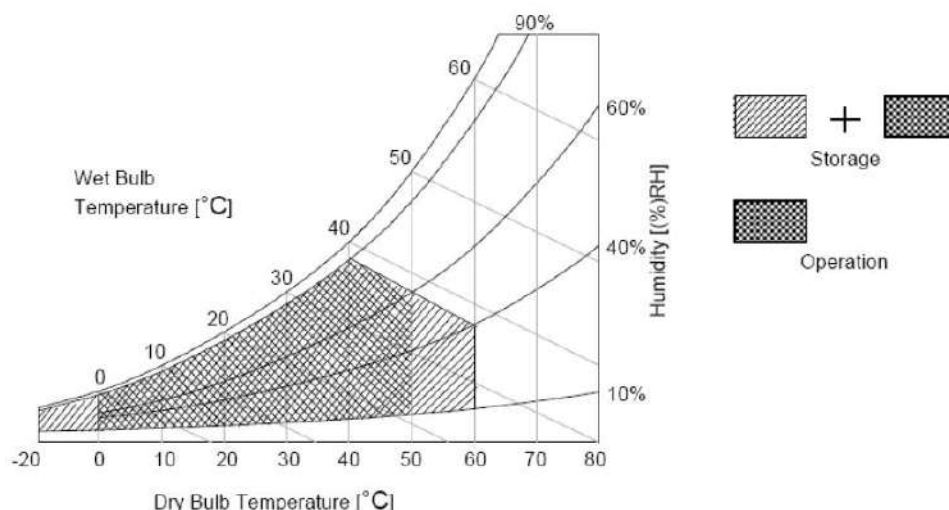 90%
60
60%
50
Wet Bulb
Temperature [°C]
40
40%
30
20
10
0
10%
Humidity [(%)RH]
-20 0 10 20 30 40 50 60 70 80
Dry Bulb Temperature [°C]
+
Storage
Operation